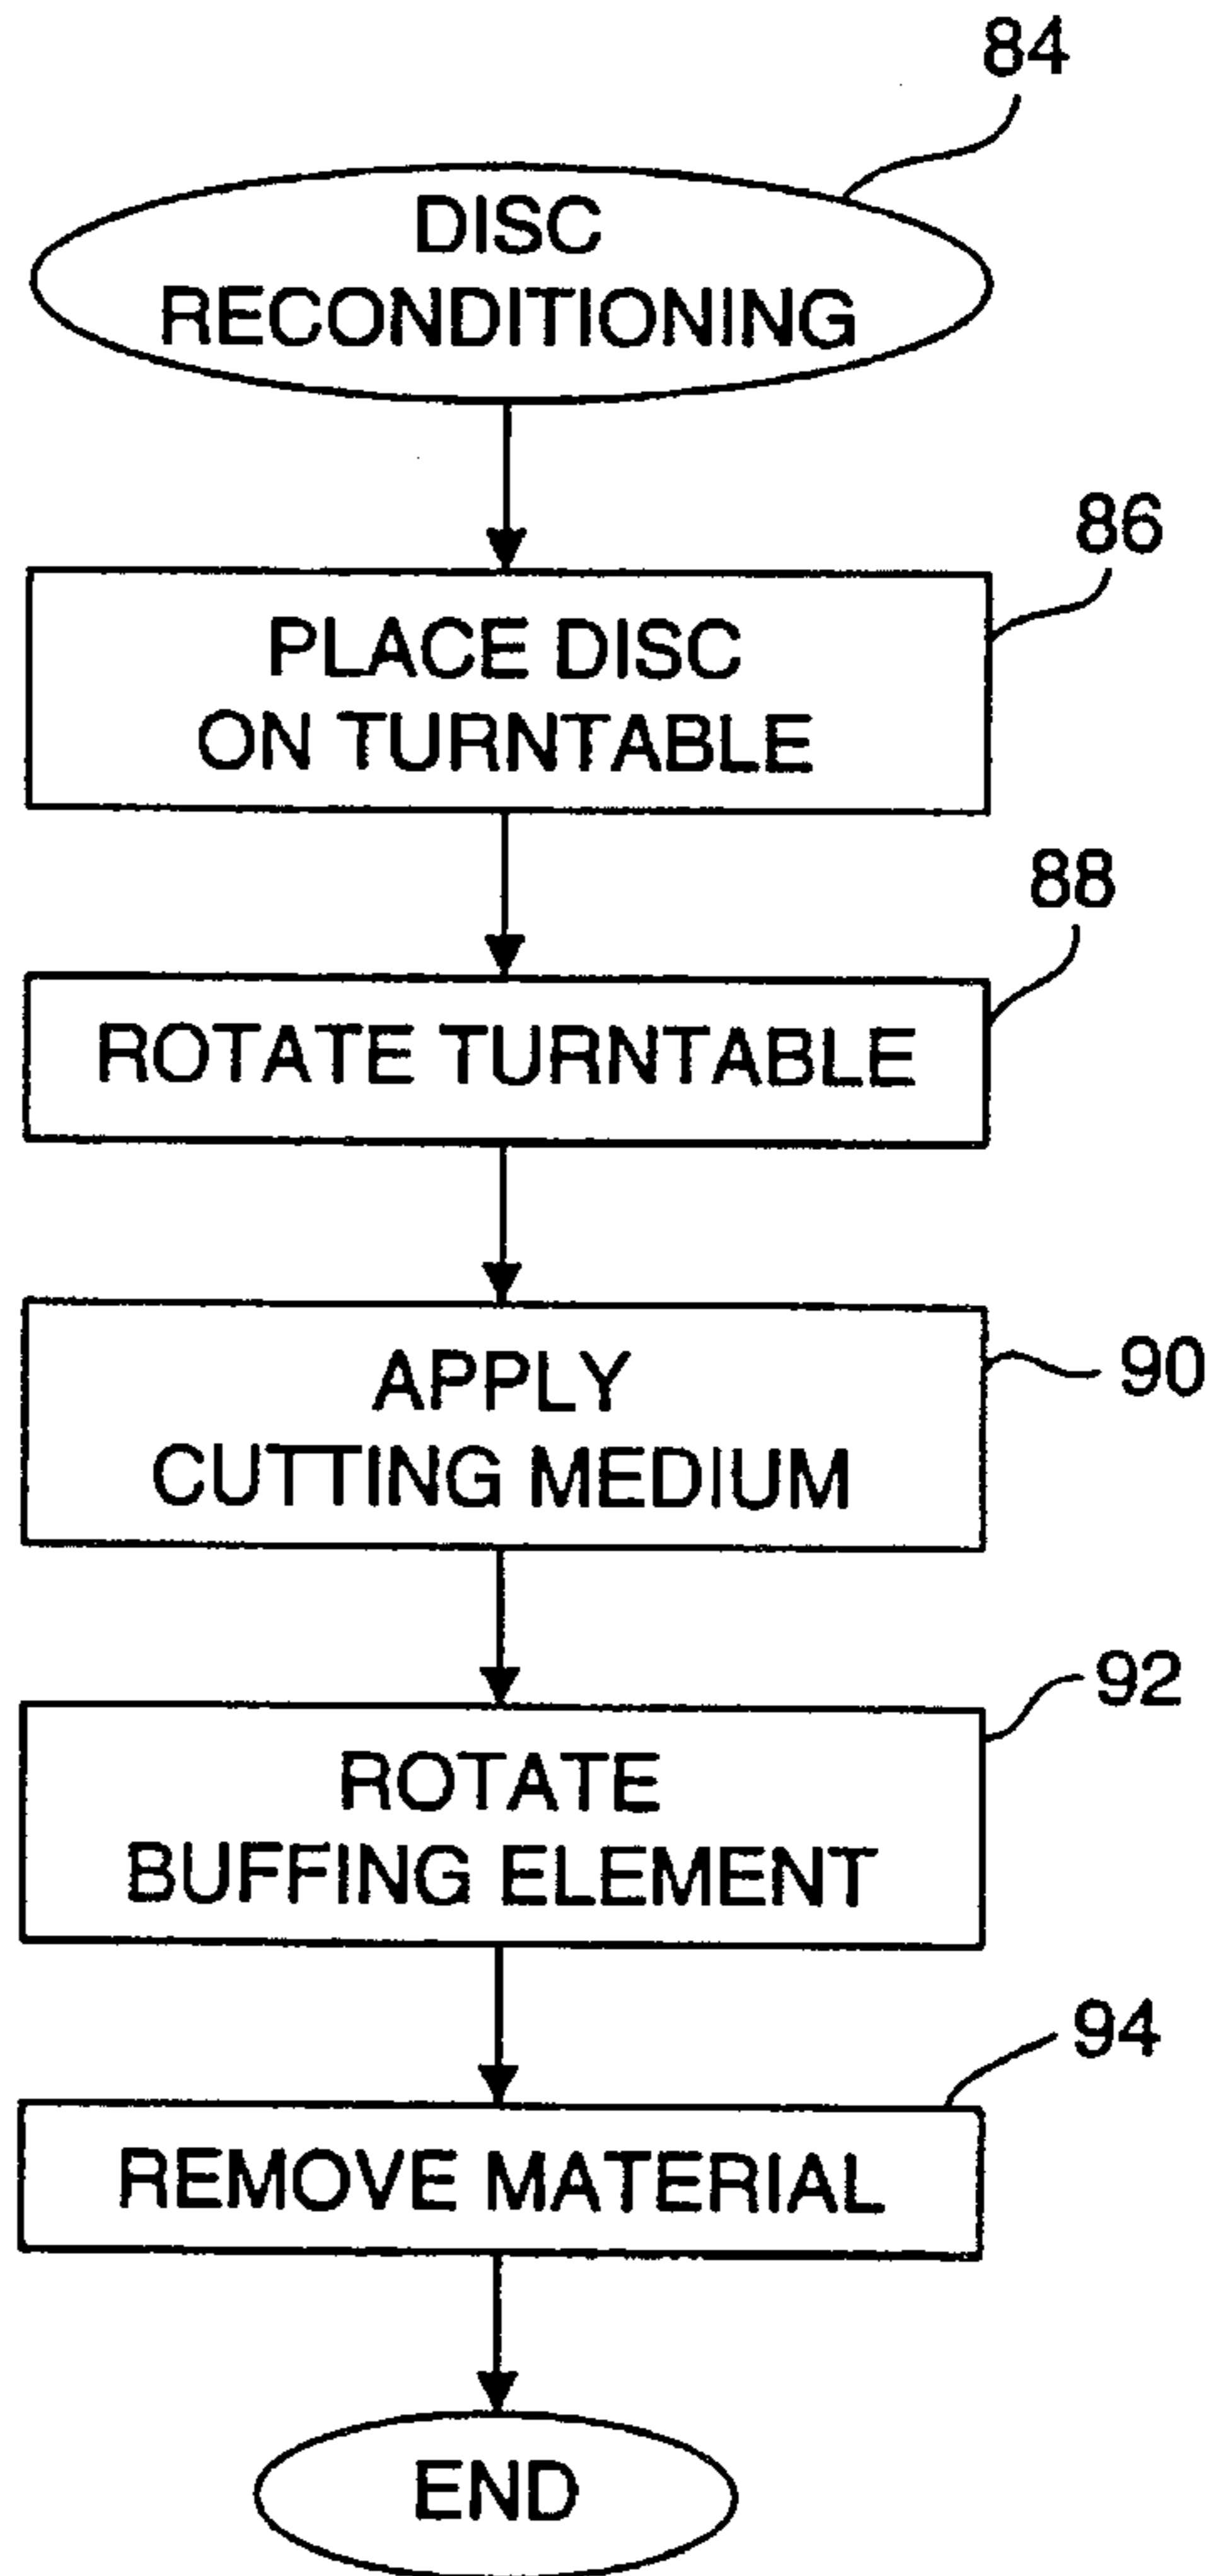 84
DISC
RECONDITIONING
86
PLACE DISC
ON TURNTABLE
88
ROTATE TURNTABLE
90
APPLY
CUTTING MEDIUM
92
ROTATE
BUFFING ELEMENT
94
REMOVE MATERIAL
END